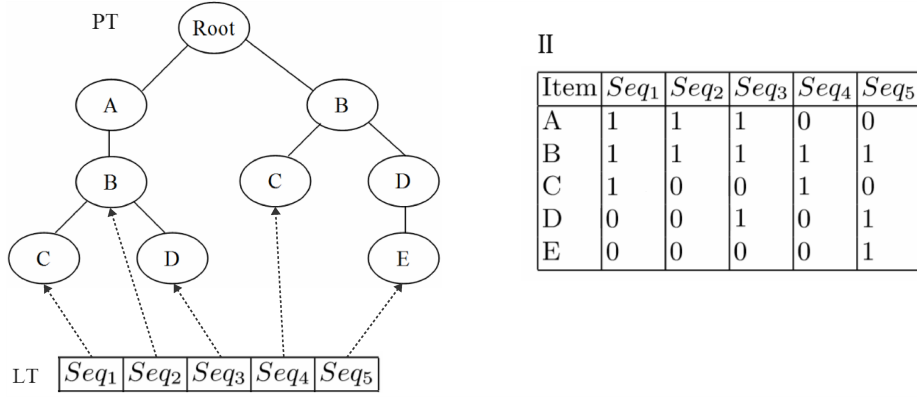 PT
Root
A
B
B
C
D
C
D
E
LT Seq1 Seq2 Seq3 Seq4 Seq5
II
Item Seq1 Seq2 Seq3 Seq4 Seq5
A 1 1 1 0 0
B 1 1 1 1 1
C 1 0 0 1 0
D 0 0 1 0 1
E 0 0 0 0 1